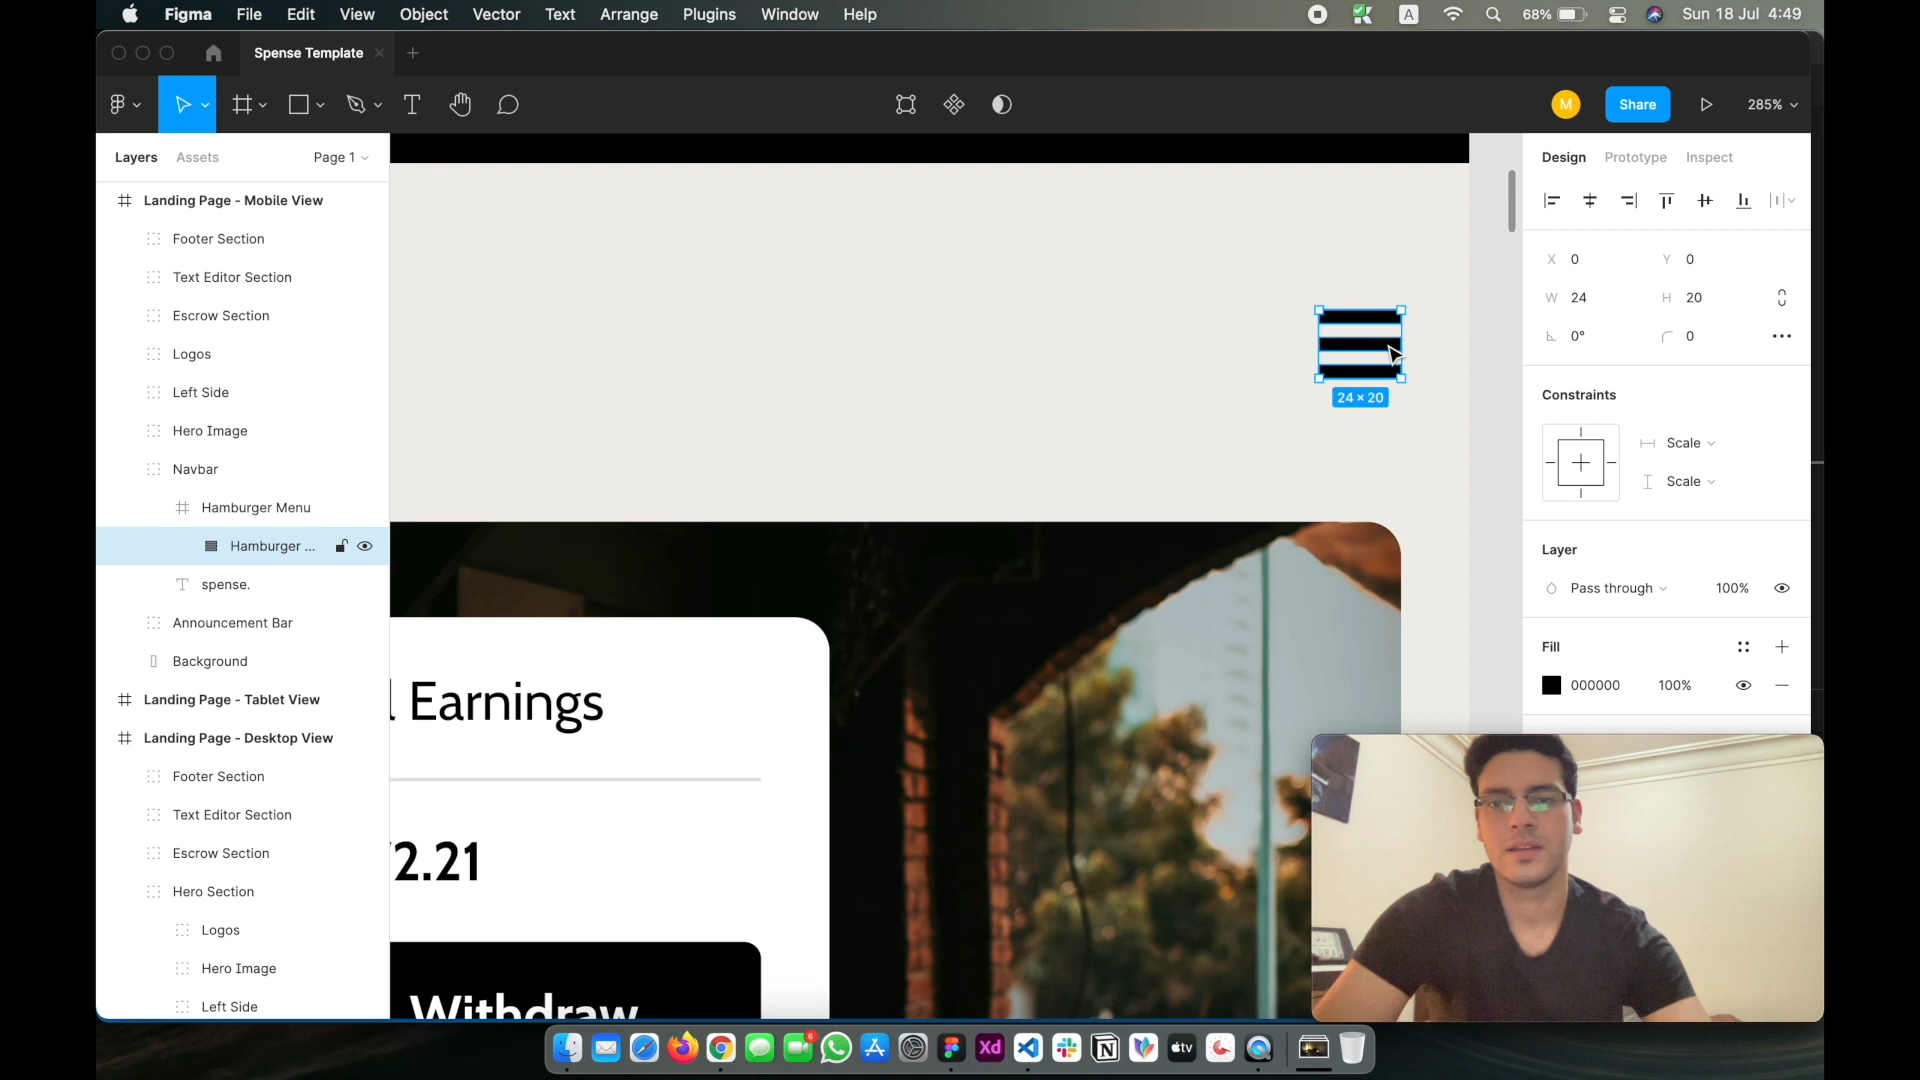 Figma File Edit View Object Vector Text Arrange Plugins Window Help
A 68% Sun 18 Jul 4:49
Spense Template
M Share 285%
Layers Assets Page 1
Landing Page - Mobile View
Footer Section
Text Editor Section
Escrow Section
Logos
Left Side
Hero Image
Navbar
Hamburger Menu
Hamburger ...
spense.
Announcement Bar
Background
Landing Page - Tablet View
Landing Page - Desktop View
Footer Section
Text Editor Section
Escrow Section
Hero Section
Logos
Hero Image
Left Side
24 × 20
Earnings
2.21
Withdraw
Design Prototype Inspect
X 0 Y 0
W 24 H 20
0° 0
Constraints
Scale
Scale
Layer
Pass through 100%
Fill
000000 100%
6
Xd
tv